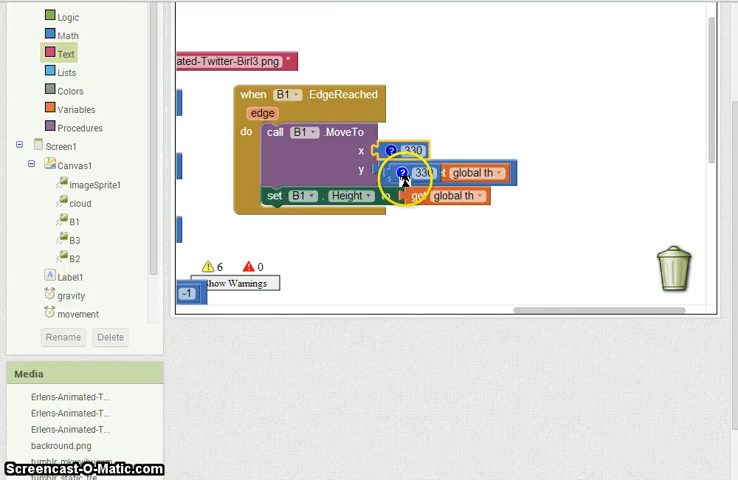 Logic
Math
Text
Lists
Colors
Variables
Procedures
Screen1
Canvas1
ImageSprite1
cloud
B1
B3
B2
Label1
gravity
movement
Rename
Delete
Media
Erlens-Animated-T...
Erlens-Animated-T...
Erlens-Animated-T...
backround.png
ated-Twitter-Birl3.png "
when B1 .EdgeReached
edge
do call B1 .MoveTo
x ? 330
y ? 330 global th
set B1 . Height to get global th
6 0
Show Warnings
-1
Screencast-O-Matic.com